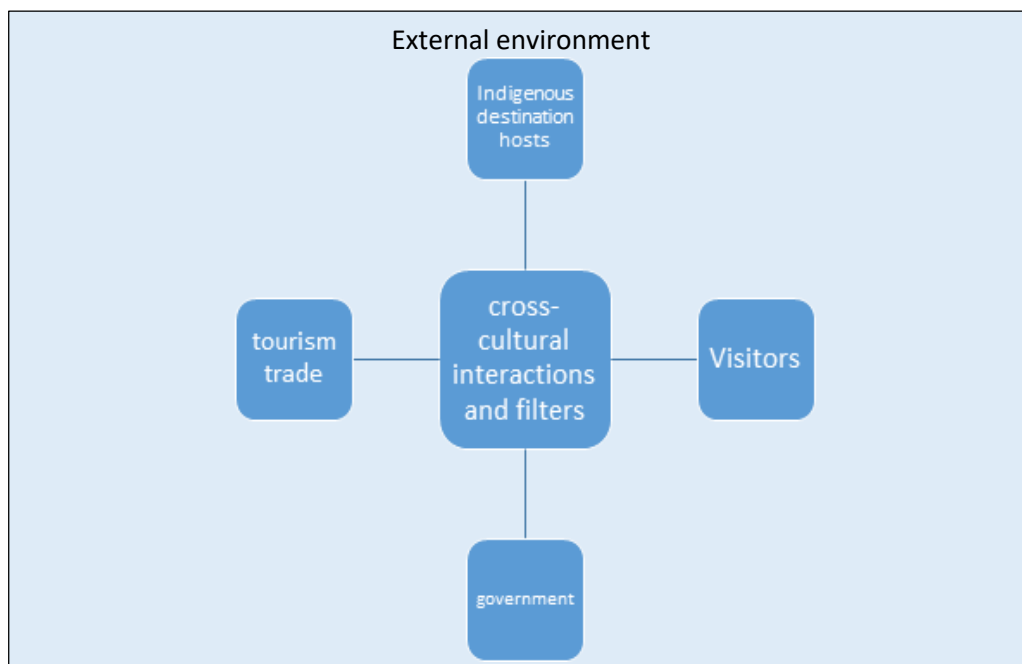 External environment
Indigenous
destination
hosts
tourism
trade
cross-
cultural
interactions
and filters
Visitors
government